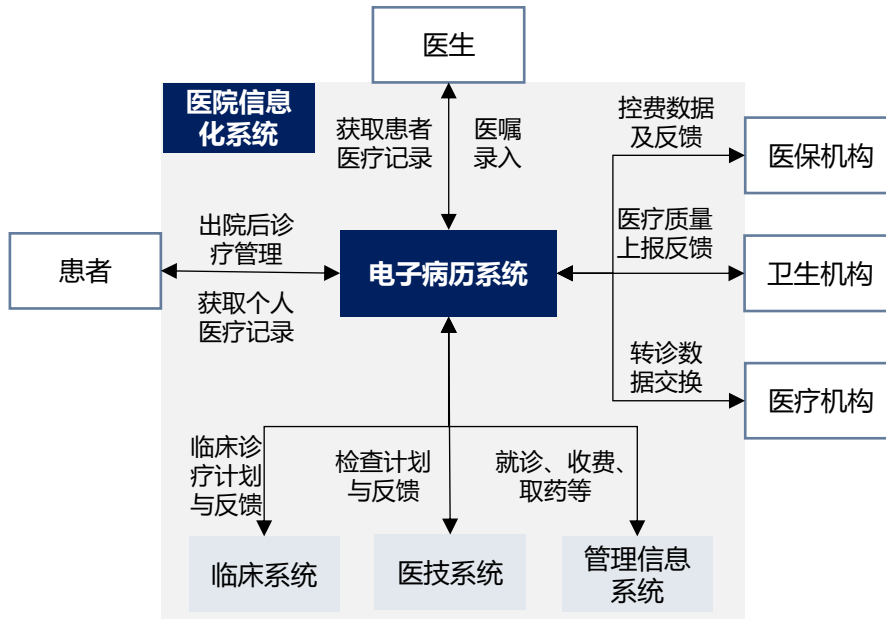 医生
医院信息
化系统
获取患者
医疗记录
医嘱
录入
控费数据
及反馈
医保机构
出院后诊
疗管理
患者
获取个人
医疗记录
电子病历系统
医疗质量
上报反馈
卫生机构
转诊数
据交换
医疗机构
临床诊
疗计划
与反馈
检查计划
与反馈
就诊、收费、
取药等
临床系统
医技系统
管理信息
系统